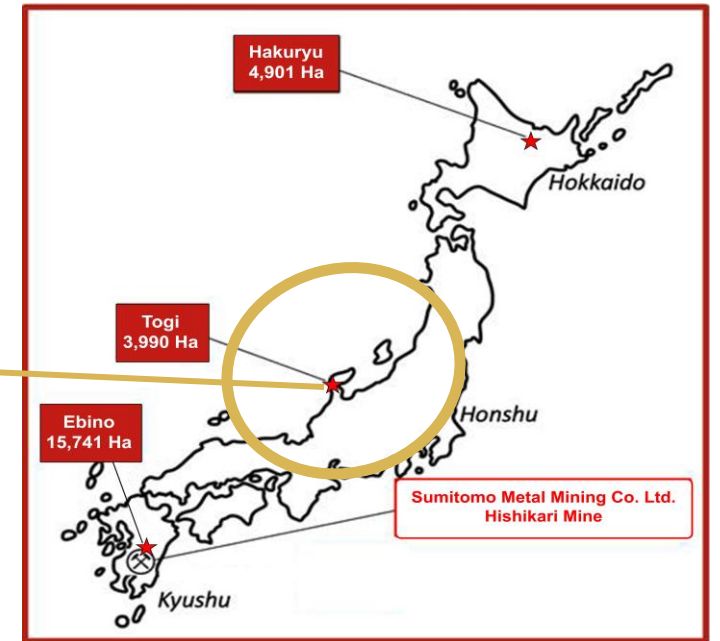 Hakuryu
4,901 Ha
Hokkaido
Togi
3,990 Ha
Honshu
Ebino
15,741 Ha
Sumitomo Metal Mining Co. Ltd.
Hishikari Mine
Kyushu